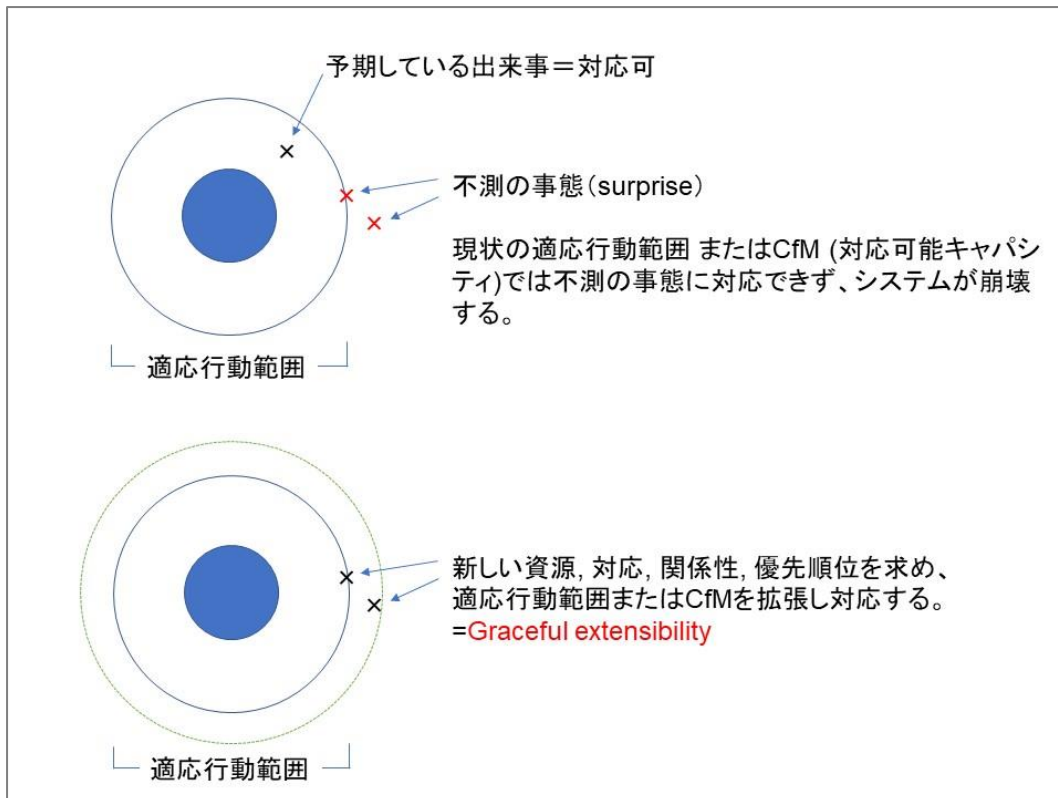 予期している出来事＝対応可
不測の事態（surprise）
現状の適応行動範囲 またはCfM (対応可能キャパシ
ティ)では不測の事態に対応できず、システムが崩壊
する。
適応行動範囲
新しい資源, 対応, 関係性, 優先順位を求め、
適応行動範囲またはCfMを拡張し対応する。
=Graceful extensibility
適応行動範囲